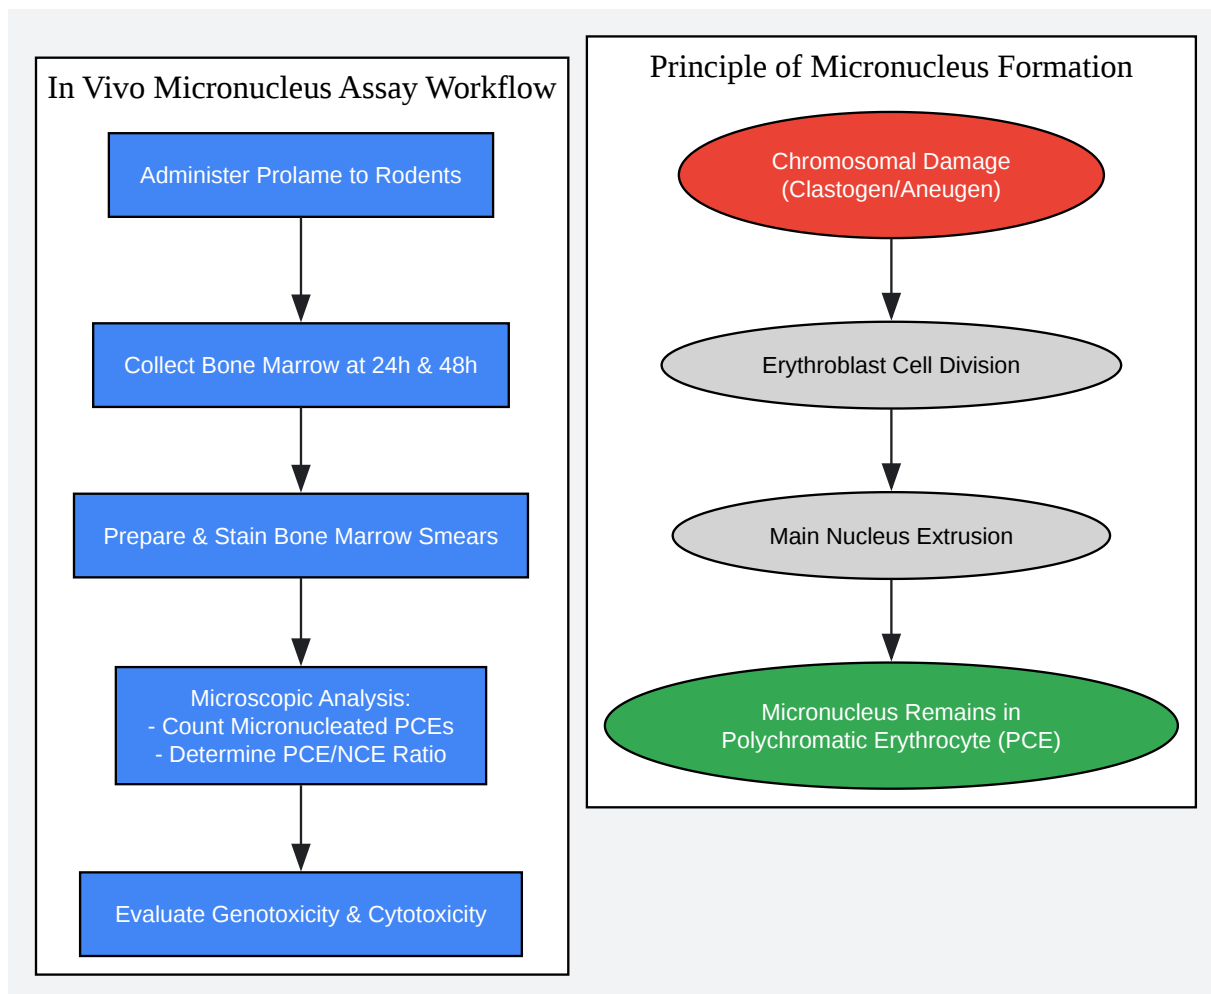 In Vivo Micronucleus Assay Workflow
Administer Prolame to Rodents
Collect Bone Marrow at 24h & 48h
Prepare & Stain Bone Marrow Smears
Microscopic Analysis:
- Count Micronucleated PCEs
- Determine PCE/NCE Ratio
Evaluate Genotoxicity & Cytotoxicity
Principle of Micronucleus Formation
Chromosomal Damage
(Clastogen/Aneugen)
Erythroblast Cell Division
Main Nucleus Extrusion
Micronucleus Remains in
Polychromatic Erythrocyte (PCE)